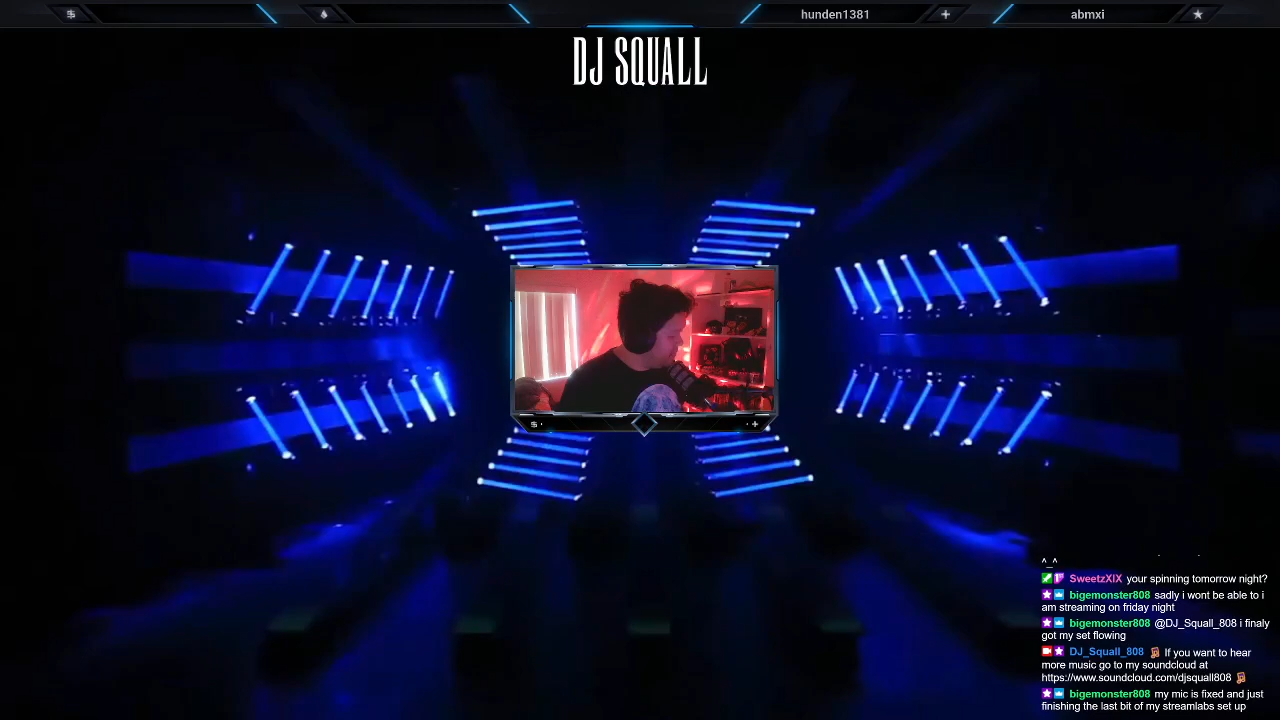 hunden1381
abmxi
DJ SQUALL
^_^
SweetzXIX your spinning tomorrow night?
bigemonster808 sadly i wont be able to i
am streaming on friday night
bigemonster808 @DJ_Squall_808 i finaly
got my set flowing
DJ_Squall_808 If you want to hear
more music go to my soundcloud at
https://www.soundcloud.com/djsquall808
bigemonster808 my mic is fixed and just
finishing the last bit of my streamlabs set up